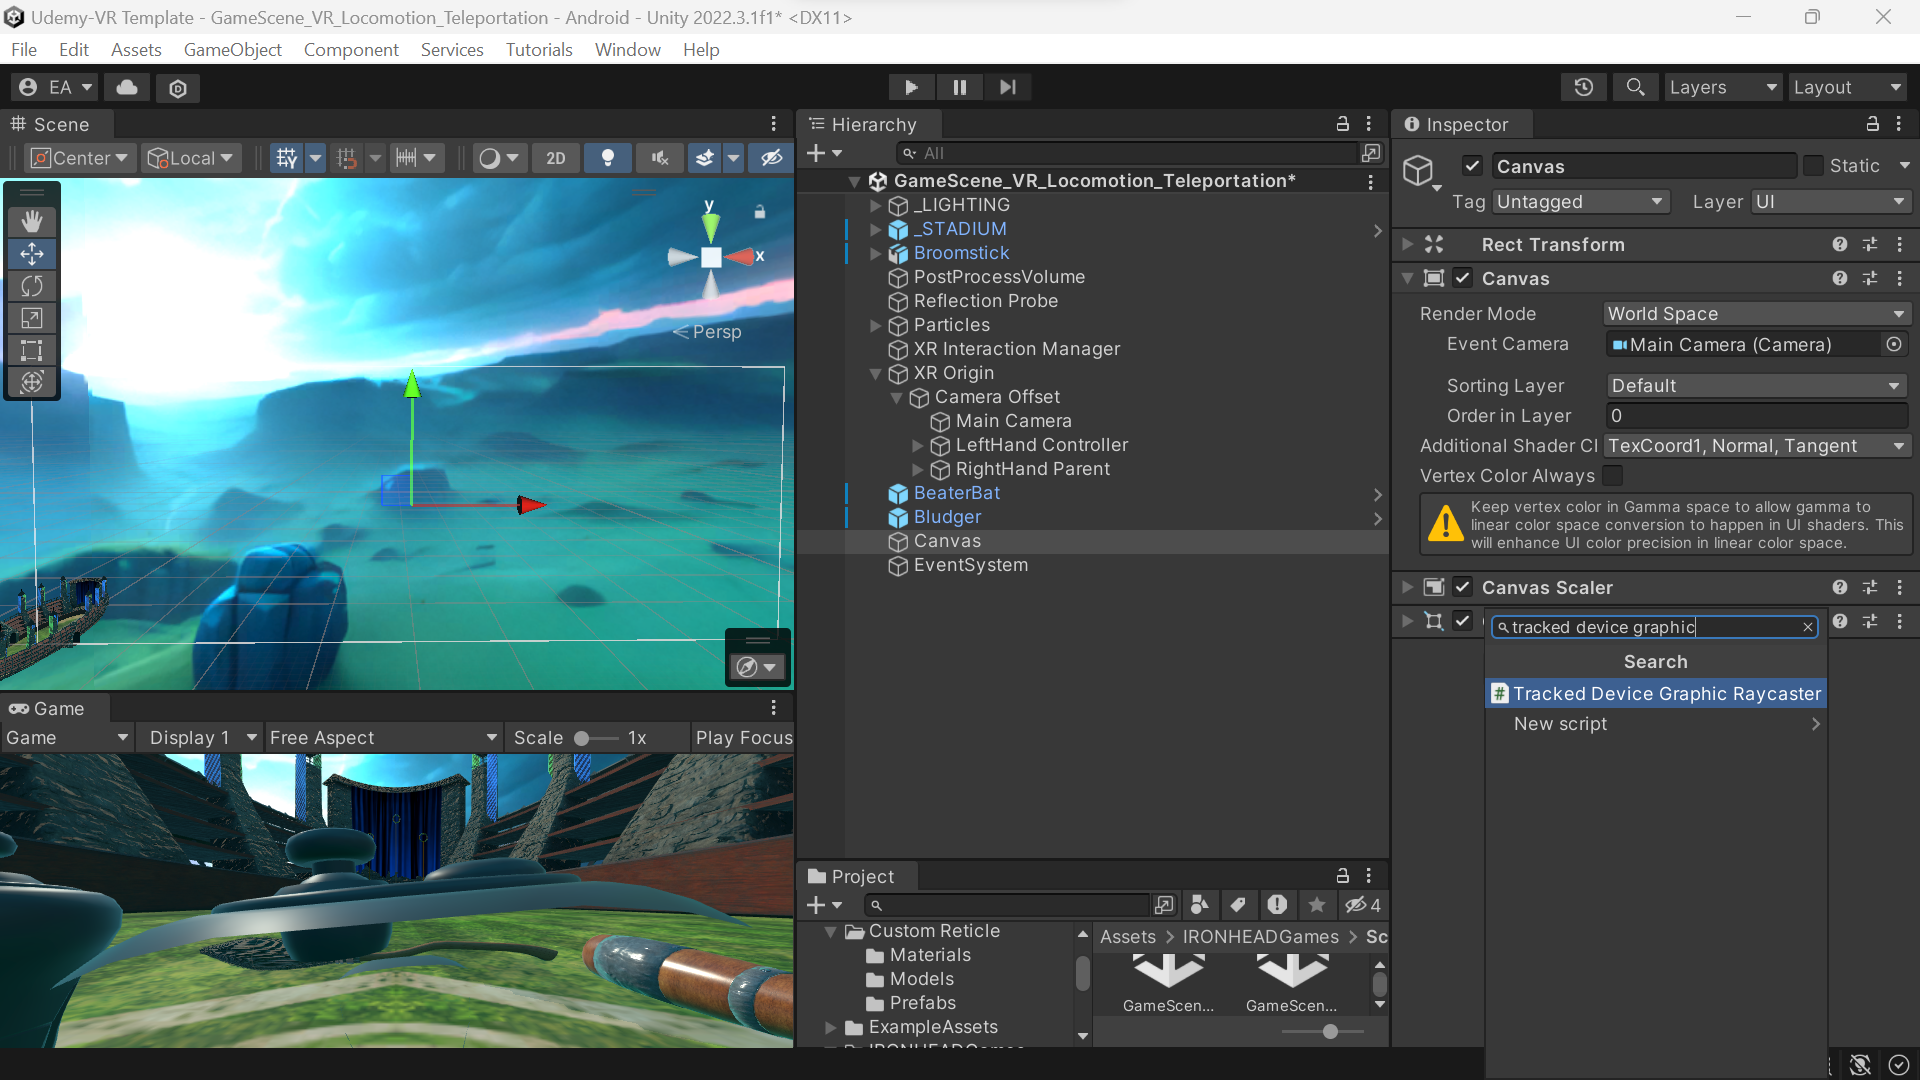 Udemy-VR Template - GameScene_VR_Locomotion_Teleportation - Android - Unity 2022.3.1f1* <DX11>
File Edit Assets GameObject Component Services Tutorials Window Help
EA Layers Layout
Scene
Center Local 2D
y
x
Persp
Game
Game Display 1 Free Aspect Scale 1x Play Focus
Hierarchy
All
GameScene_VR_Locomotion_Teleportation*
_LIGHTING
_STADIUM
Broomstick
PostProcessVolume
Reflection Probe
Particles
XR Interaction Manager
XR Origin
Camera Offset
Main Camera
LeftHand Controller
RightHand Parent
BeaterBat
Bludger
Canvas
EventSystem
Project
4
Custom Reticle
Materials
Models
Prefabs
ExampleAssets
Assets > IRONHEADGames > Sc
GameScen...
GameScen...
Inspector
Canvas Static
Tag Untagged Layer UI
Rect Transform
Canvas
Render Mode World Space
Event Camera Main Camera (Camera)
Sorting Layer Default
Order in Layer 0
Additional Shader Cl TexCoord1, Normal, Tangent
Vertex Color Always
Keep vertex color in Gamma space to allow gamma to
linear color space conversion to happen in UI shaders. This
will enhance UI color precision in linear color space.
Canvas Scaler
tracked device graphic
Search
Tracked Device Graphic Raycaster
New script